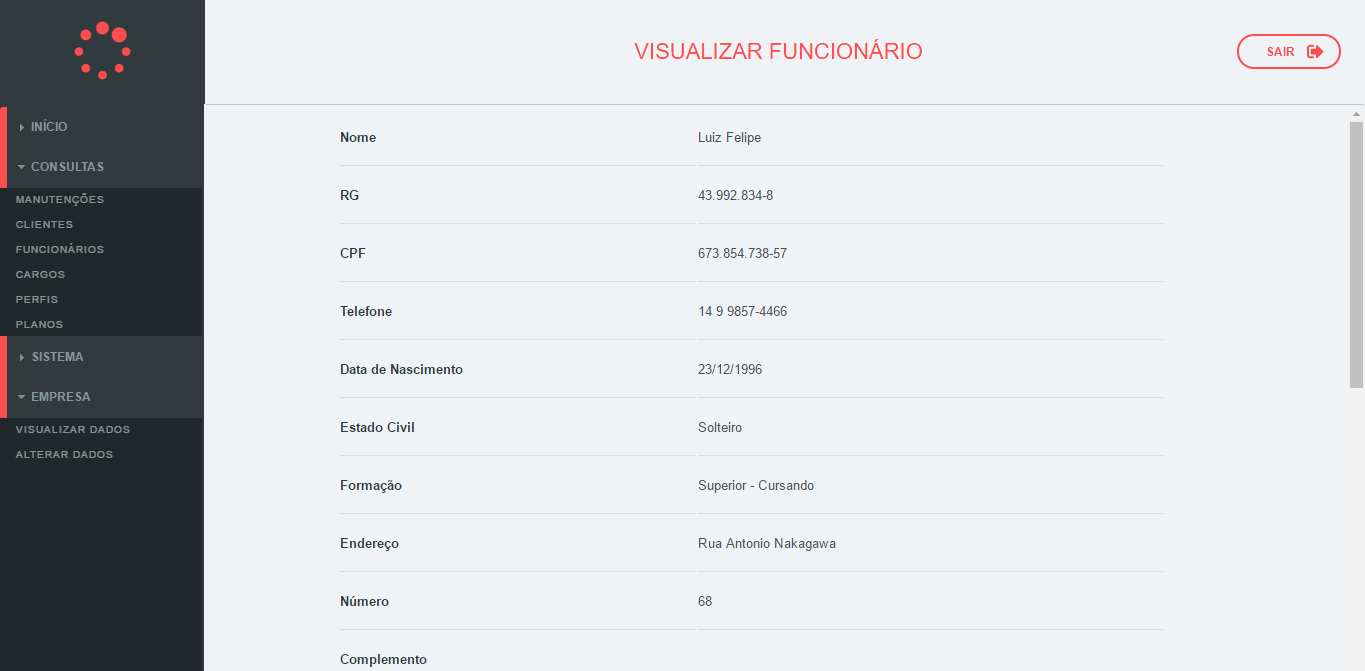 VISUALIZAR FUNCIONÁRIO
SAIR
INÍCIO
CONSULTAS
MANUTENÇÕES
CLIENTES
FUNCIONÁRIOS
CARGOS
PERFIS
PLANOS
SISTEMA
EMPRESA
VISUALIZAR DADOS
ALTERAR DADOS
Nome Luiz Felipe
RG 43.992.834-8
CPF 673.854.738-57
Telefone 14 9 9857-4466
Data de Nascimento 23/12/1996
Estado Civil Solteiro
Formação Superior - Cursando
Endereço Rua Antonio Nakagawa
Número 68
Complemento